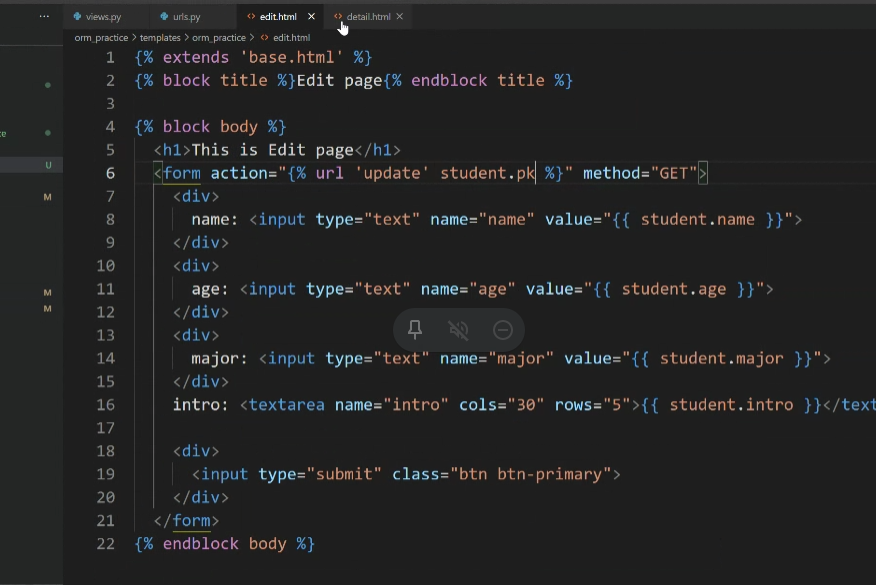 ··· views.py urls.py <> edit.html × <> detail.html ×
orm_practice > templates > orm_practice > <> edit.html
1 {% extends 'base.html' %}
2 {% block title %}Edit page{% endblock title %}
3
4 {% block body %}
5 <h1>This is Edit page</h1>
6 <form action="{% url 'update' student.pk %}" method="GET">
7 <div>
8 name: <input type="text" name="name" value="{{ student.name }}">
9 </div>
10 <div>
11 age: <input type="text" name="age" value="{{ student.age }}">
12 </div>
13 <div>
14 major: <input type="text" name="major" value="{{ student.major }}">
15 </div>
16 intro: <textarea name="intro" cols="30" rows="5">{{ student.intro }}</text
17
18 <div>
19 <input type="submit" class="btn btn-primary">
20 </div>
21 </form>
22 {% endblock body %}
ce
U
M
M
M